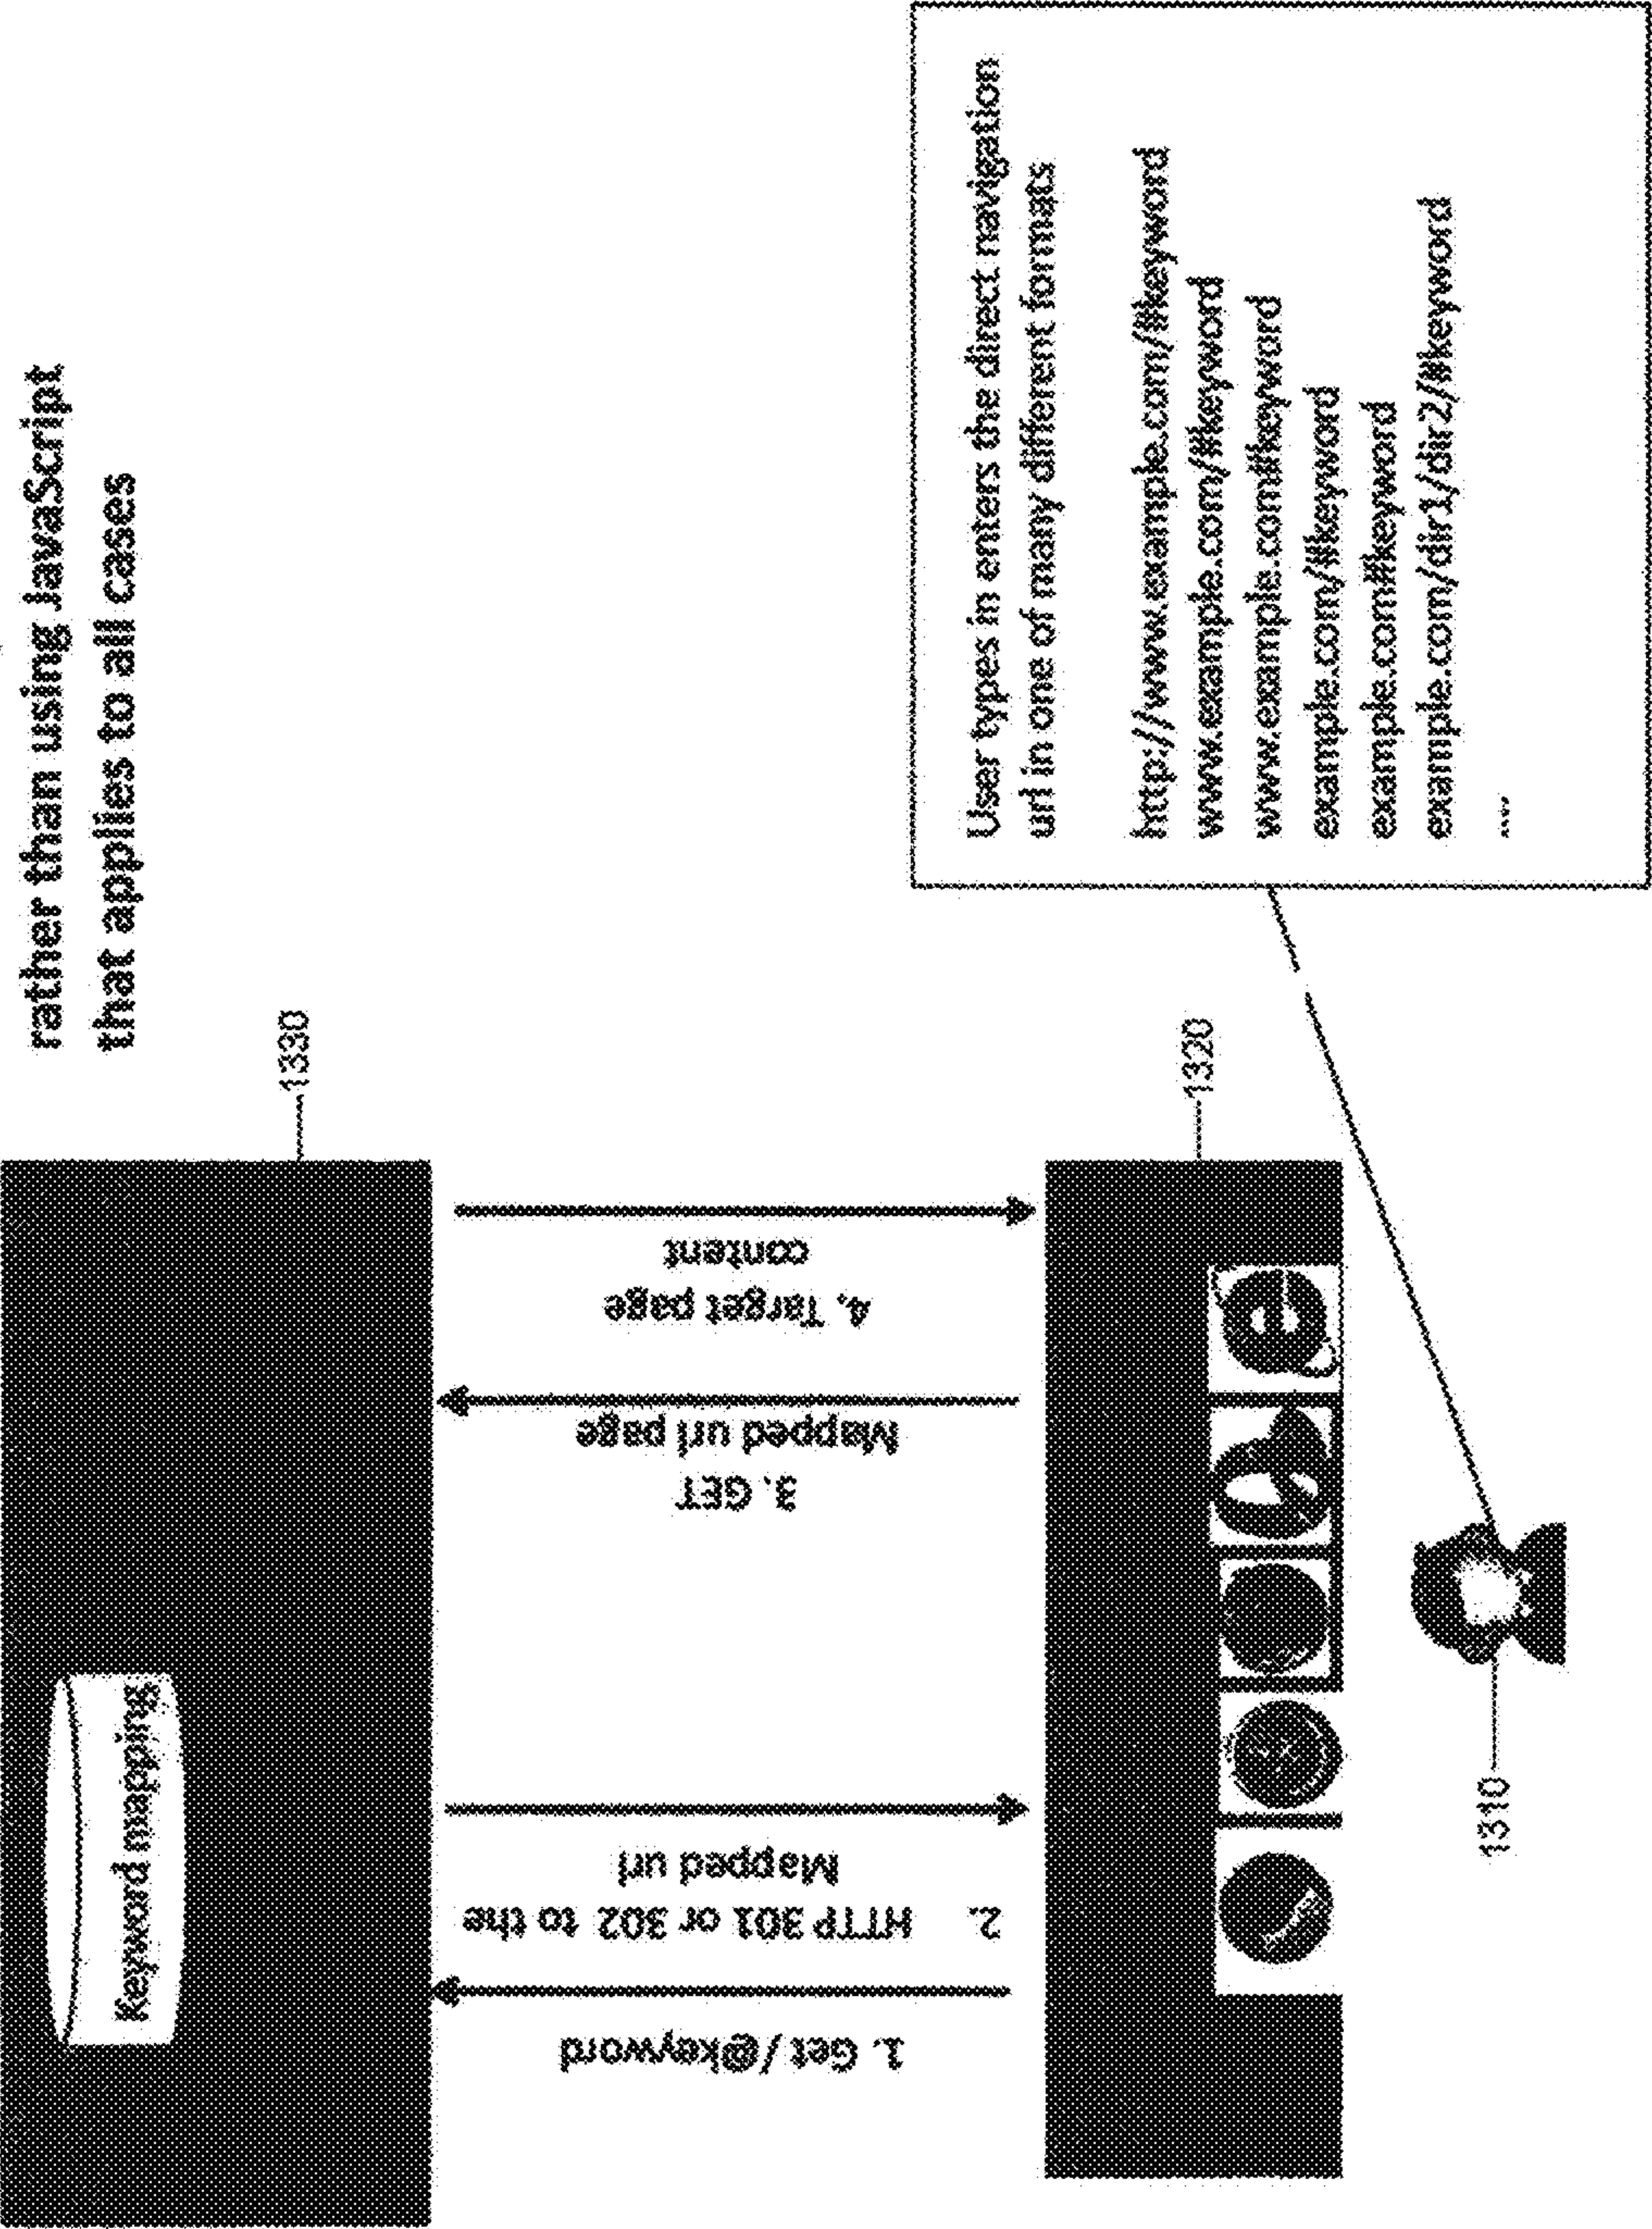 rather than using JavaScript
that applies to all cases
1330
Keyword mapping
1. Get /@keyword
2. HTTP 301 or 302 to the
Mapped url
3. GET
Mapped url page
4. Target page
content
1320
1310
User types in enters the direct navigation
url in one of many different formats
http://www.example.com/#keyword
www.example.com/#keyword
www.example.com#keyword
example.com/#keyword
example.com#keyword
example.com/dir1/dir2/#keyword
...